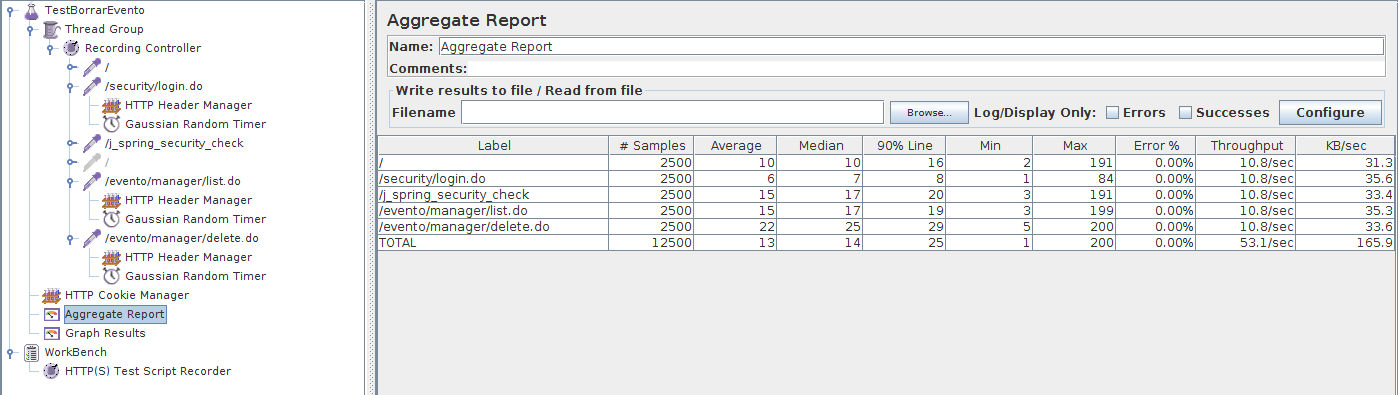 TestBorrarEvento
Thread Group
Recording Controller
/
/security/login.do
HTTP Header Manager
Gaussian Random Timer
/j_spring_security_check
/
/evento/manager/list.do
HTTP Header Manager
Gaussian Random Timer
/evento/manager/delete.do
HTTP Header Manager
Gaussian Random Timer
HTTP Cookie Manager
Aggregate Report
Graph Results
WorkBench
HTTP(S) Test Script Recorder
Aggregate Report
Name: Aggregate Report
Comments:
Write results to file / Read from file
Filename Browse... Log/Display Only: Errors Successes Configure
Label # Samples Average Median 90% Line Min Max Error % Throughput KB/sec
/ 2500 10 10 16 2 191 0.00% 10.8/sec 31.3
/security/login.do 2500 6 7 8 1 84 0.00% 10.8/sec 35.6
/j_spring_security_check 2500 15 17 20 3 191 0.00% 10.8/sec 33.4
/evento/manager/list.do 2500 15 17 19 3 199 0.00% 10.8/sec 35.3
/evento/manager/delete.do 2500 22 25 29 5 200 0.00% 10.8/sec 33.6
TOTAL 12500 13 14 25 1 200 0.00% 53.1/sec 165.9